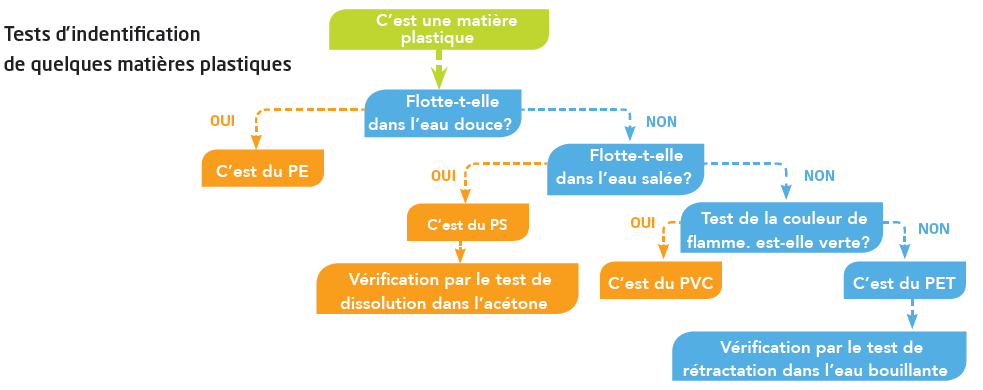 Tests d'indentification
de quelques matières plastiques
C'est une matière
plastique
Flotte-t-elle
dans l'eau douce?
OUI
NON
C'est du PE
Flotte-t-elle
dans l'eau salée?
OUI
NON
C'est du PS
Test de la couleur de
flamme. est-elle verte?
OUI
NON
Vérification par le test de
dissolution dans l'acétone
C'est du PVC
C'est du PET
Vérification par le test de
rétractation dans l'eau bouillante